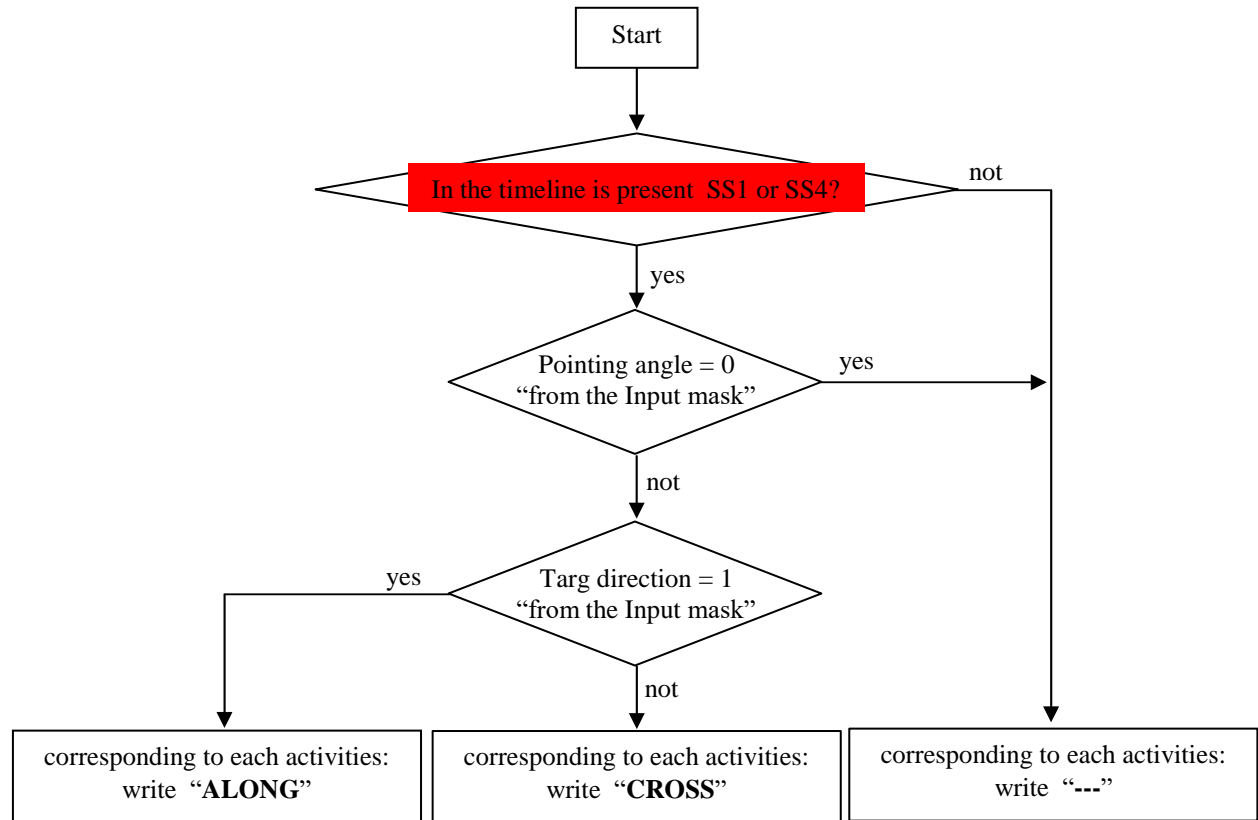 Start
In the timeline is present  SS1 or SS4?
not
yes
Pointing angle = 0
“from the Input mask”
yes
not
Targ direction = 1
“from the Input mask”
yes
not
corresponding to each activities:
write  “ALONG”
corresponding to each activities:
write  “CROSS”
corresponding to each activities:
write  “---”